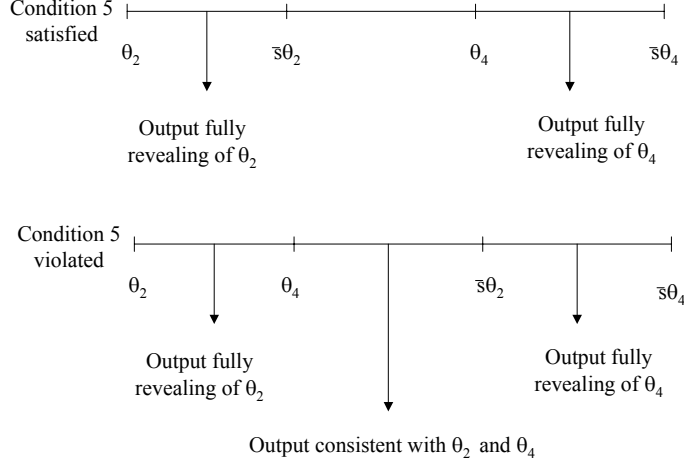 Condition 5
satisfied
θ₂ s̄θ₂ θ₄ s̄θ₄
Output fully
revealing of θ₂
Output fully
revealing of θ₄
Condition 5
violated
θ₂ θ₄ s̄θ₂ s̄θ₄
Output fully
revealing of θ₂
Output fully
revealing of θ₄
Output consistent with θ₂ and θ₄